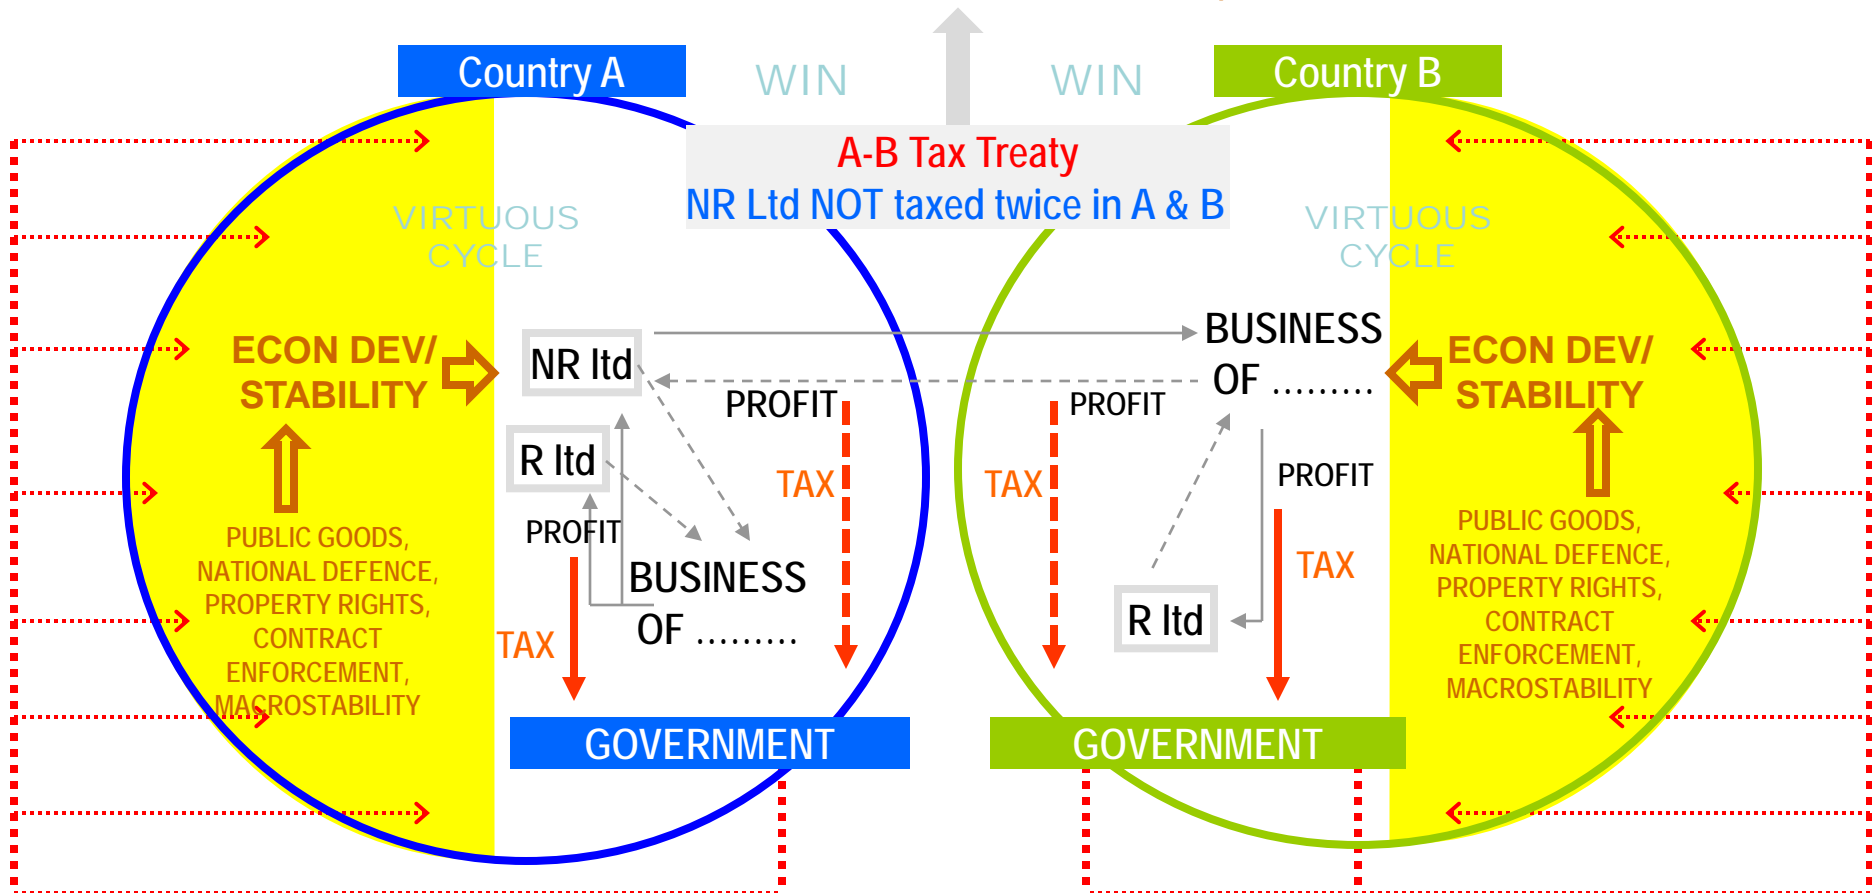 Country A
WIN
WIN
Country B
A-B Tax Treaty
NR Ltd NOT taxed twice in A & B
VIRTUOUS
CYCLE
VIRTUOUS
CYCLE
ECON DEV/
STABILITY
NR ltd
R ltd
PROFIT
TAX
BUSINESS
OF .........
PROFIT
TAX
PUBLIC GOODS,
NATIONAL DEFENCE,
PROPERTY RIGHTS,
CONTRACT
ENFORCEMENT,
MACROSTABILITY
GOVERNMENT
BUSINESS
OF .........
PROFIT
TAX
PROFIT
TAX
R ltd
ECON DEV/
STABILITY
PUBLIC GOODS,
NATIONAL DEFENCE,
PROPERTY RIGHTS,
CONTRACT
ENFORCEMENT,
MACROSTABILITY
GOVERNMENT